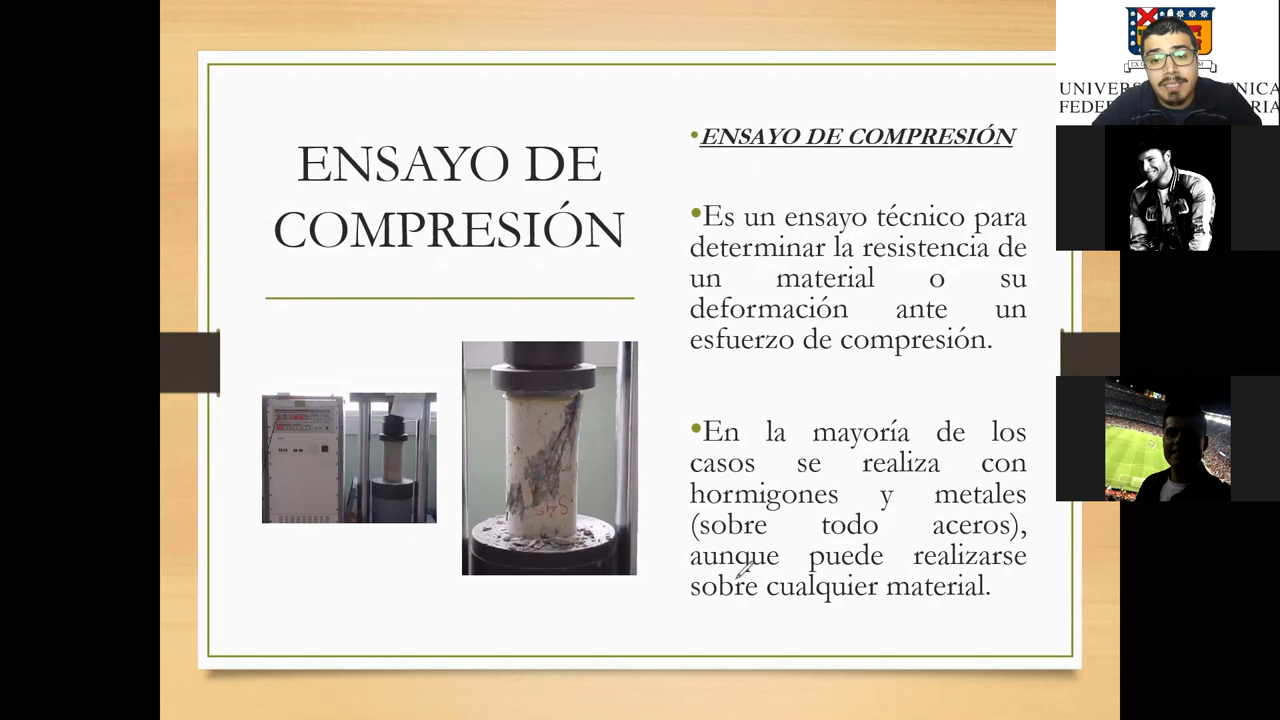 ENSAYO DE
COMPRESIÓN
•ENSAYO DE COMPRESIÓN
•Es un ensayo técnico para
determinar la resistencia de
un material o su
deformación ante un
esfuerzo de compresión.
•En la mayoría de los
casos se realiza con
hormigones y metales
(sobre todo aceros),
aunque puede realizarse
sobre cualquier material.
S45